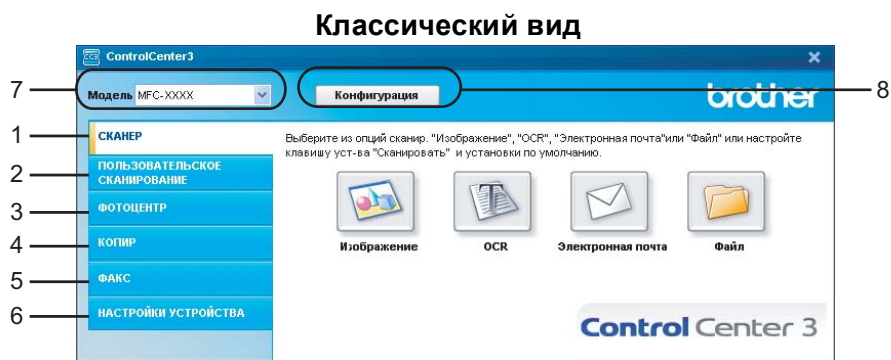 Классический вид
ControlCenter3
7
Модель MFC-XXXX
Конфигурация
8
brother
1
СКАНЕР
Выберите из опций сканир. "Изображение", "OCR", "Электронная почта"или "Файл" или настройте
клавишу уст-ва "Сканировать" и установки по умолчанию.
2
ПОЛЬЗОВАТЕЛЬСКОЕ
СКАНИРОВАНИЕ
3
ФОТОЦЕНТР
4
КОПИР
Изображение
OCR
Электронная почта
Файл
5
ФАКС
6
НАСТРОЙКИ УСТРОЙСТВА
Control Center 3